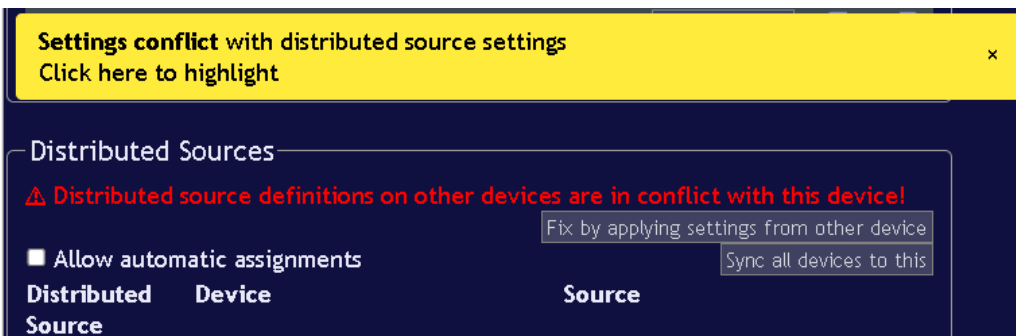 Settings conflict with distributed source settings
Click here to highlight
×
Distributed Sources
⚠ Distributed source definitions on other devices are in conflict with this device!
Fix by applying settings from other device
Allow automatic assignments
Sync all devices to this
Distributed Source
Device
Source